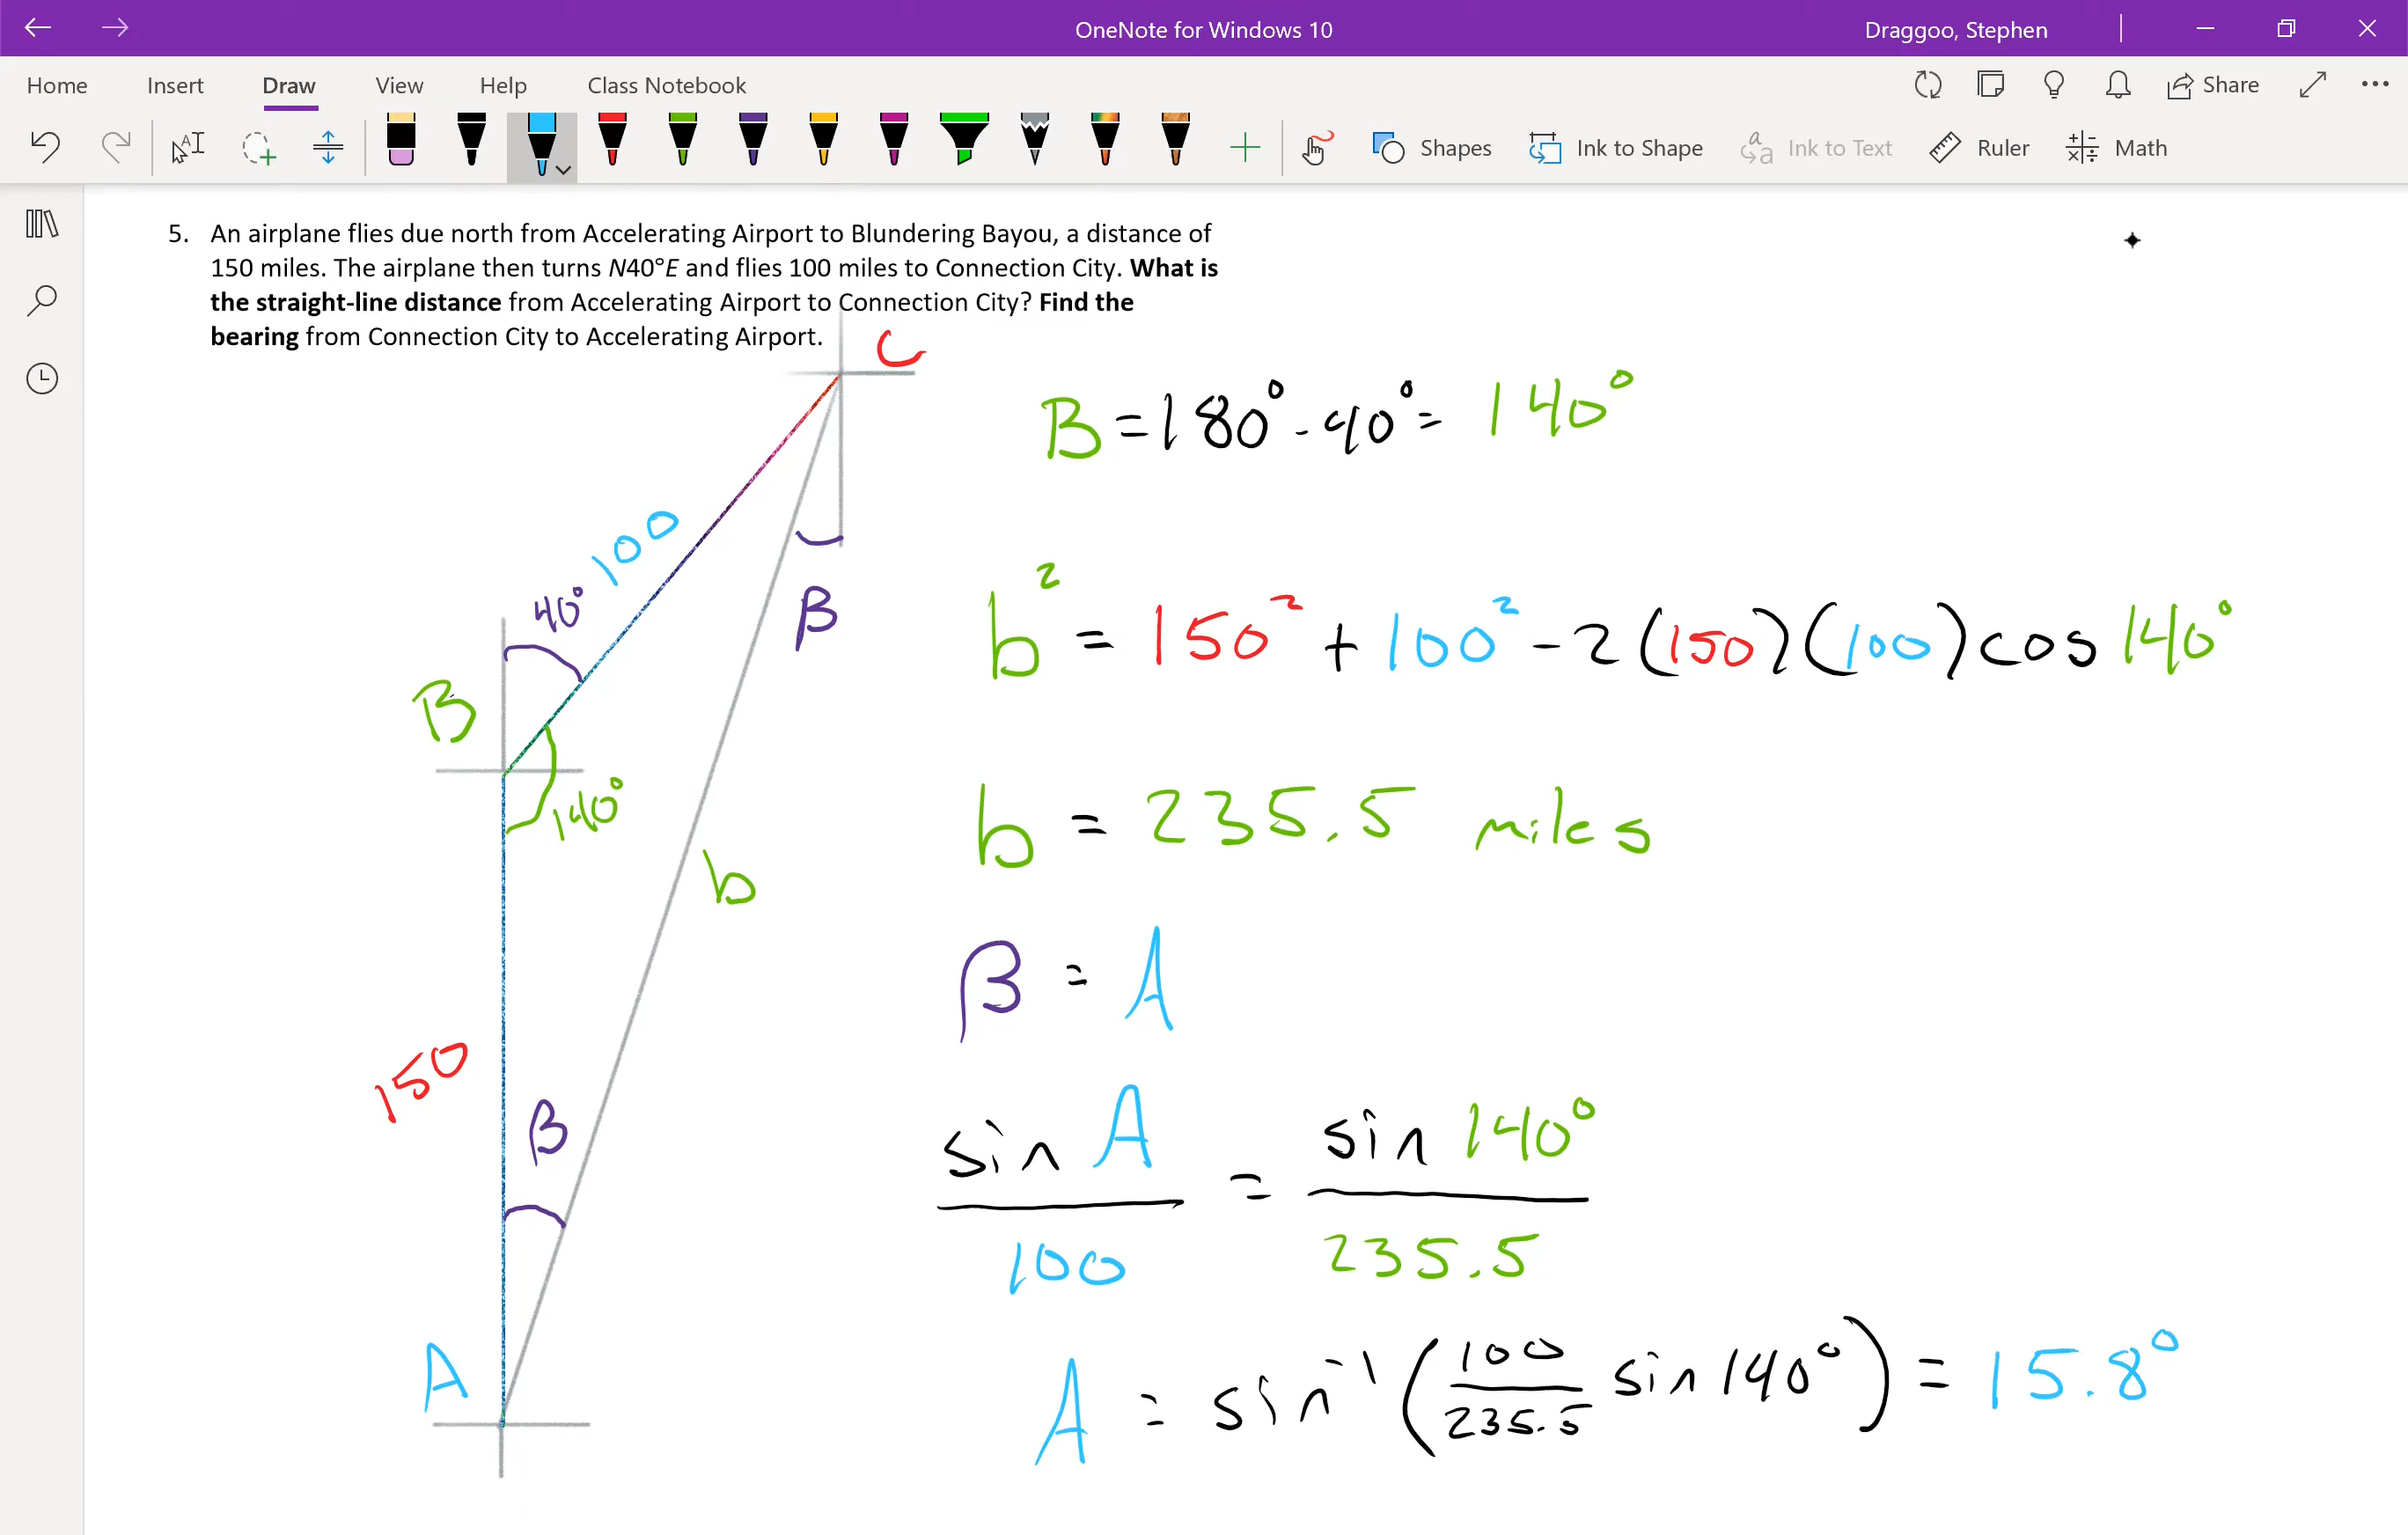 OneNote for Windows 10
Draggoo, Stephen
Home Insert Draw View Help Class Notebook
Share
Shapes Ink to Shape Ink to Text Ruler Math
5. An airplane flies due north from Accelerating Airport to Blundering Bayou, a distance of
150 miles. The airplane then turns N40°E and flies 100 miles to Connection City. What is
the straight-line distance from Accelerating Airport to Connection City? Find the
bearing from Connection City to Accelerating Airport.
C
100
40°
β
B
140°
b
150
β
A
B = 180° - 40° = 140°
b² = 150² + 100² - 2(150)(100)cos 140°
b = 235.5 miles
β = A
sin A / 100 = sin 140° / 235.5
A = sin⁻¹(100/235.5 sin 140°) = 15.8°